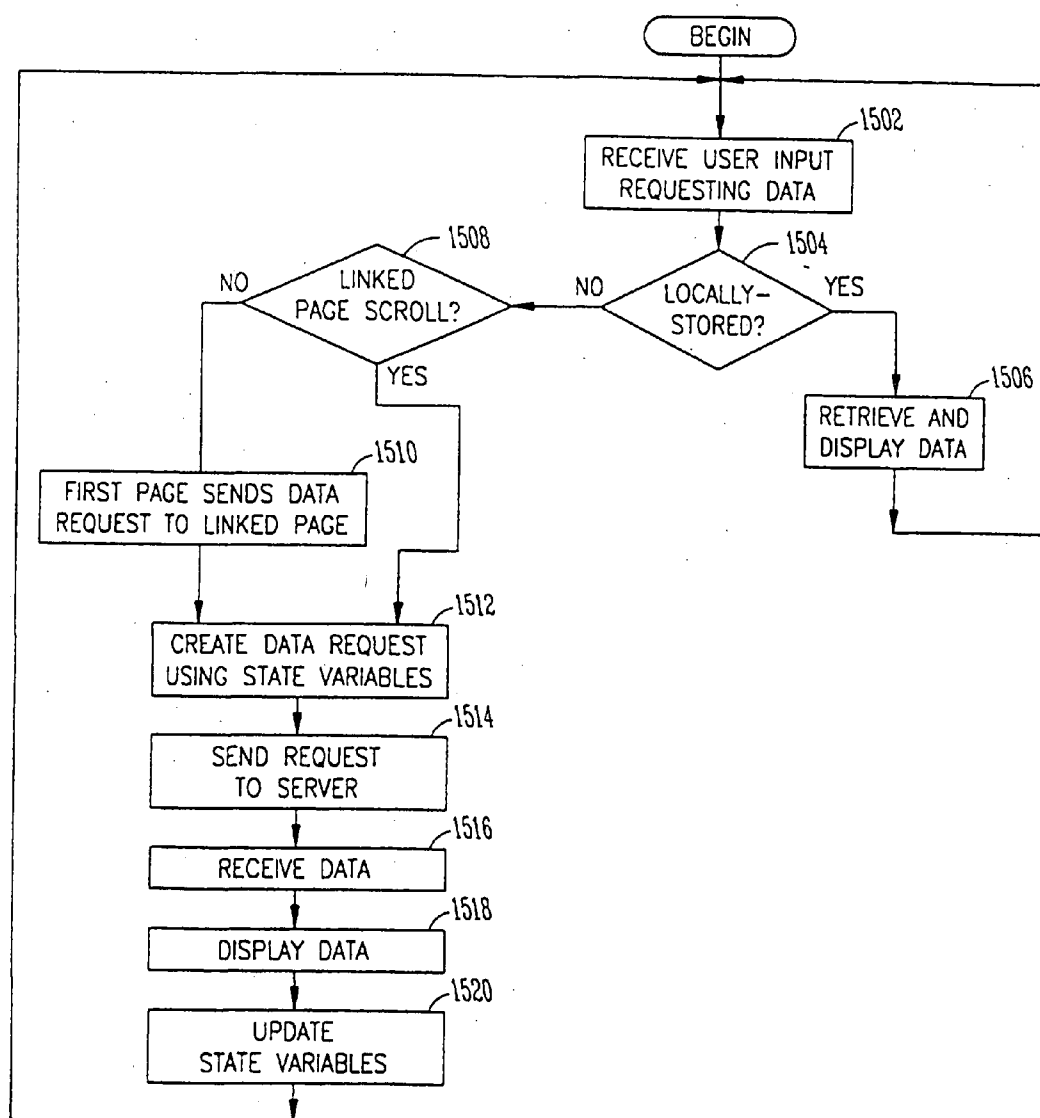 BEGIN
1502
RECEIVE USER INPUT
REQUESTING DATA
1504
LOCALLY-
STORED?
NO
YES
1506
RETRIEVE AND
DISPLAY DATA
1508
LINKED
PAGE SCROLL?
NO
YES
1510
FIRST PAGE SENDS DATA
REQUEST TO LINKED PAGE
1512
CREATE DATA REQUEST
USING STATE VARIABLES
1514
SEND REQUEST
TO SERVER
1516
RECEIVE DATA
1518
DISPLAY DATA
1520
UPDATE
STATE VARIABLES